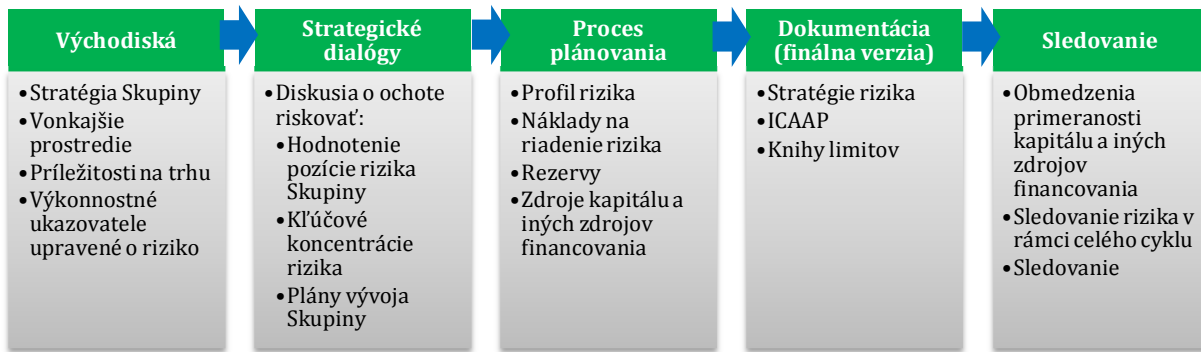 Východiská
• Stratégia Skupiny
• Vonkajšie
prostredie
• Príležitosti na trhu
• Výkonnostné
ukazovatele
upravené o riziko
Strategické
dialógy
• Diskusia o ochote
riskovať:
• Hodnotenie
pozície rizika
Skupiny
• Kľúčové
koncentrácie
rizika
• Plány vývoja
Skupiny
Proces
plánovania
• Profil rizika
• Náklady na
riadenie rizika
• Rezervy
• Zdroje kapitálu a
iných zdrojov
financovania
Dokumentácia
(finálna verzia)
• Stratégie rizika
• ICAAP
• Knihy limitov
Sledovanie
• Obmedzenia
primeranosti
kapitálu a iných
zdrojov
financovania
• Sledovanie rizika v
rámci celého cyklu
• Sledovanie